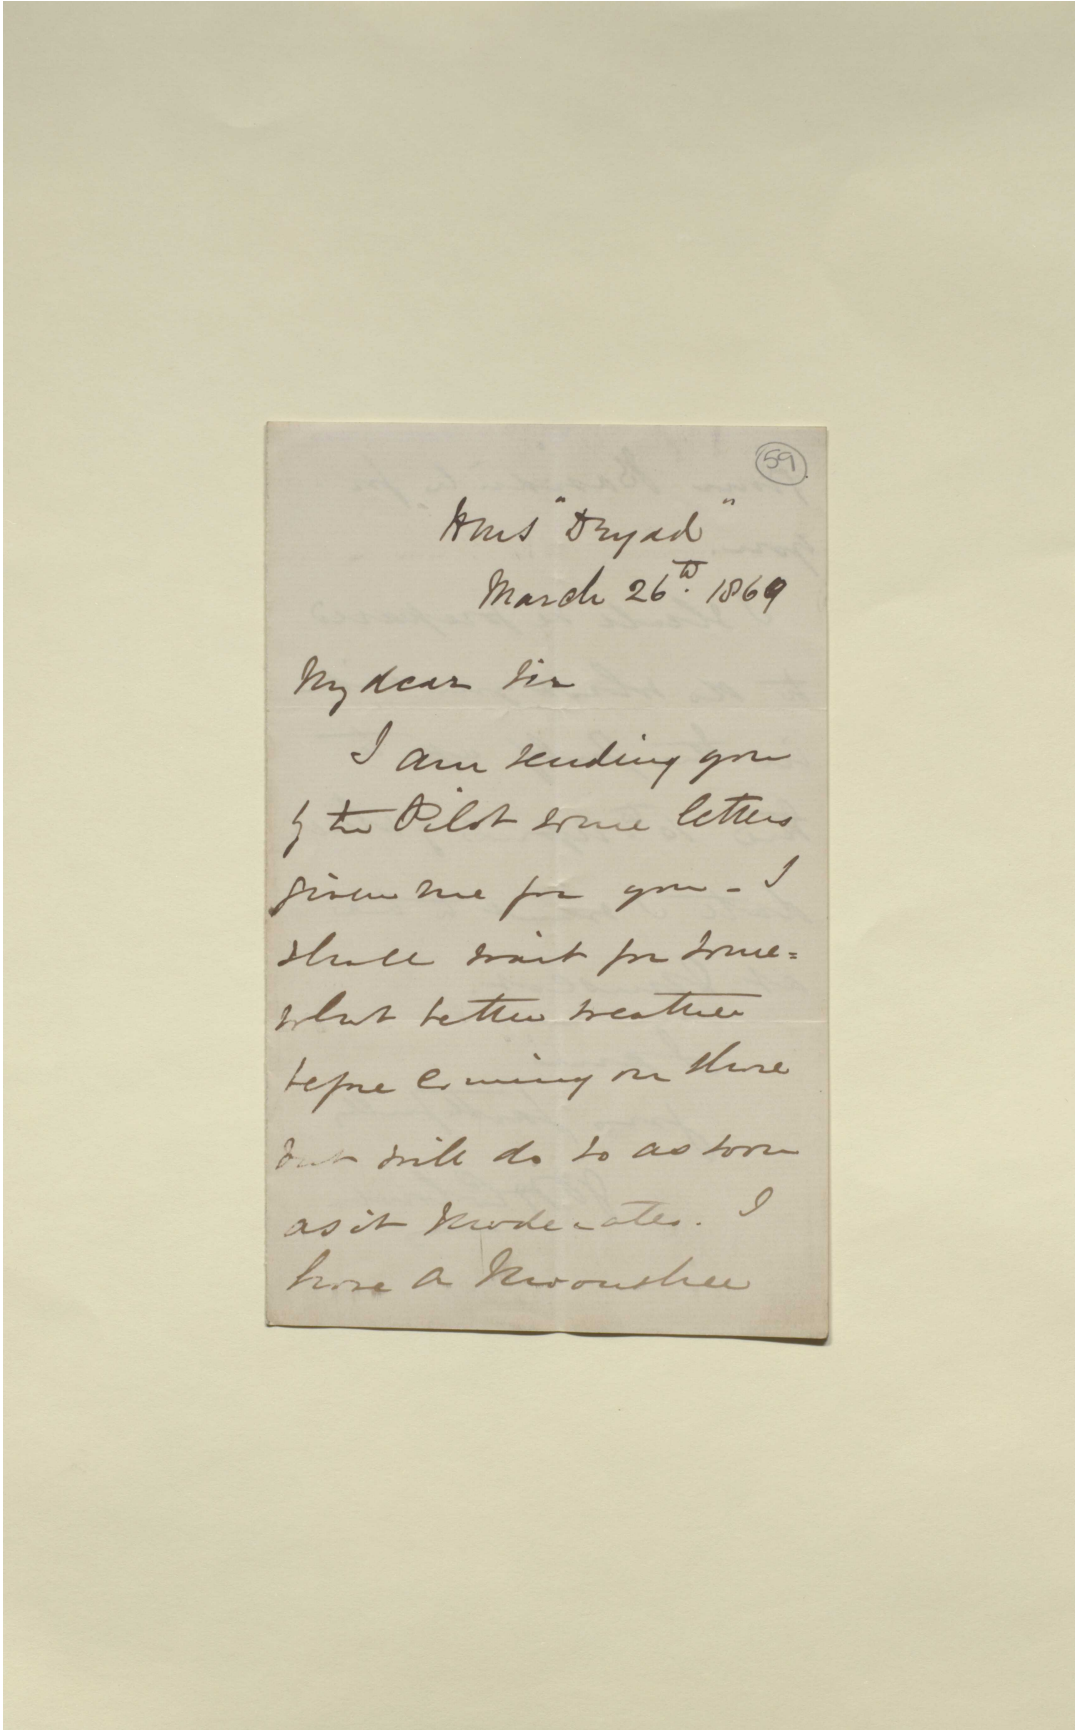 59
HMS "Dryad"
March 26th. 1869
My dear Sir
I am sending you
by the Pilot some letters
given me for you - I
shall wait for some=
what better weather
before coming on shore
but will do so as soon
as it moderates. I
have a Moonshee